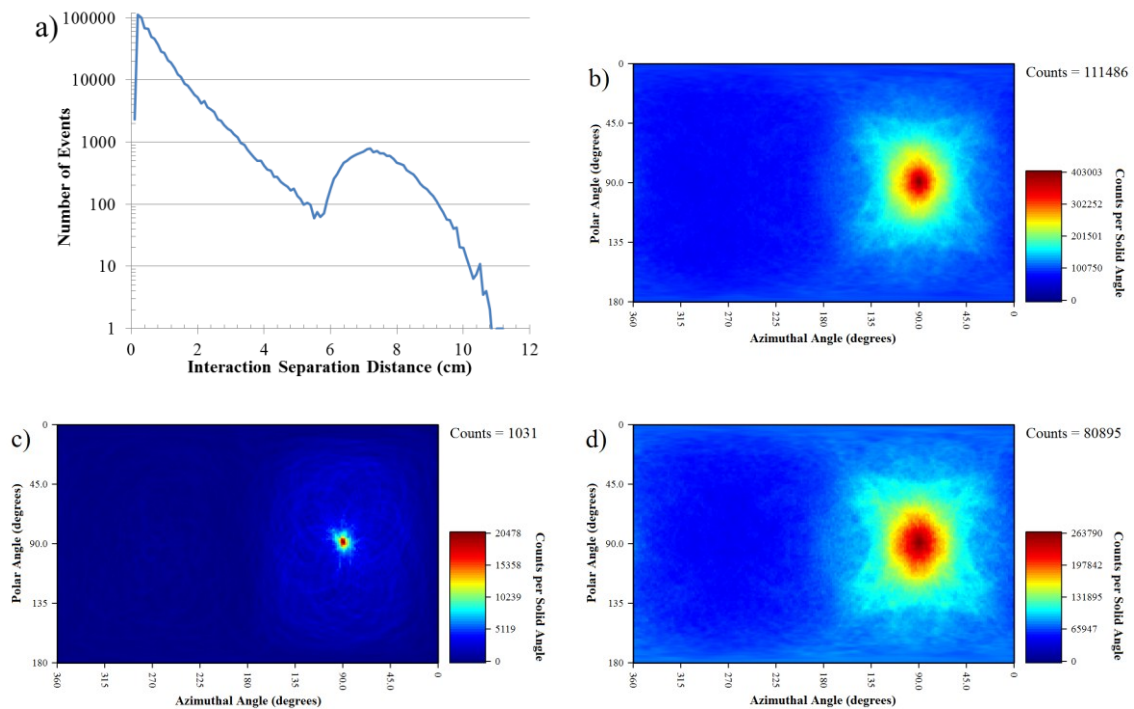 a)
100000
10000
1000
100
10
1
Number of Events
0 2 4 6 8 10 12
Interaction Separation Distance (cm)
b)
Counts = 111486
0
45.0
90.0
135
180
Polar Angle (degrees)
360 315 270 225 180 135 90.0 45.0 0
Azimuthal Angle (degrees)
403003
302252
201501
100750
0
Counts per Solid Angle
c)
Counts = 1031
0
45.0
90.0
135
180
Polar Angle (degrees)
360 315 270 225 180 135 90.0 45.0 0
Azimuthal Angle (degrees)
20478
15358
10239
5119
0
Counts per Solid Angle
d)
Counts = 80895
0
45.0
90.0
135
180
Polar Angle (degrees)
360 315 270 225 180 135 90.0 45.0 0
Azimuthal Angle (degrees)
263790
197842
131895
65947
0
Counts per Solid Angle